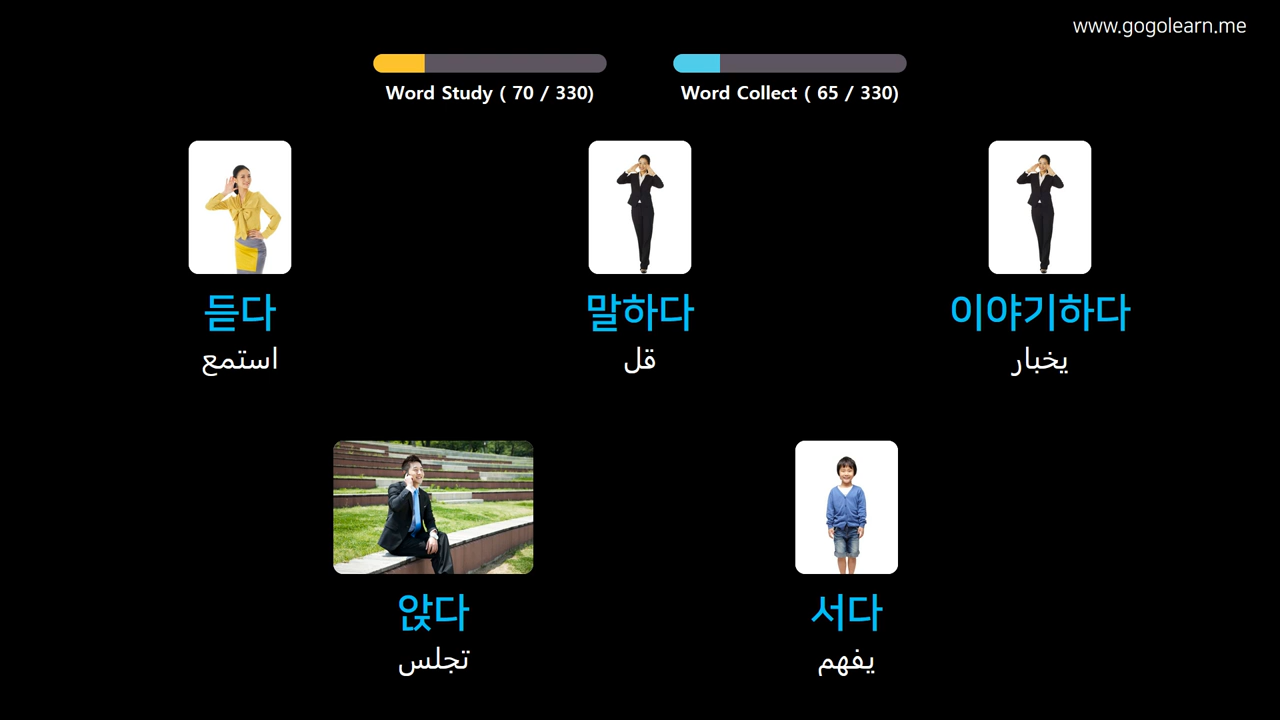 www.gogolearn.me
Word Study ( 70 / 330)
Word Collect ( 65 / 330)
듣다
استمع
말하다
قل
이야기하다
يخبار
앉다
تجلس
서다
يفهم